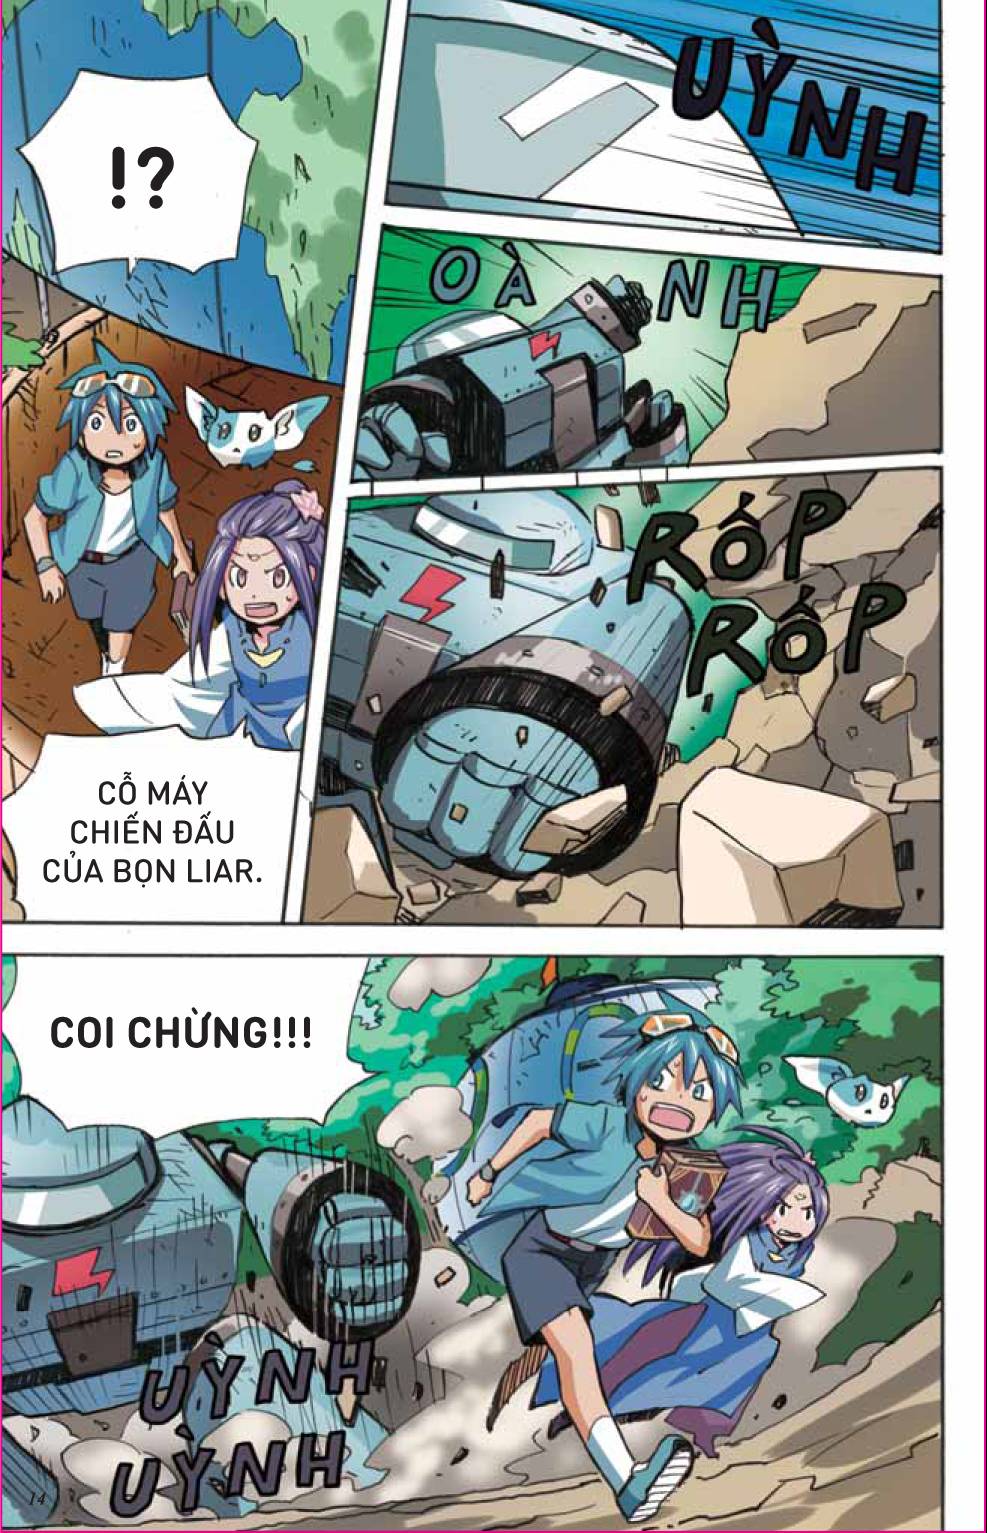 UỲNH
OÀNH
RỐP
RỐP
!?
CỖ MÁY
CHIẾN ĐẤU
CỦA BỌN LIAR.
COI CHỪNG!!!
UỲNH
UỲNH
14